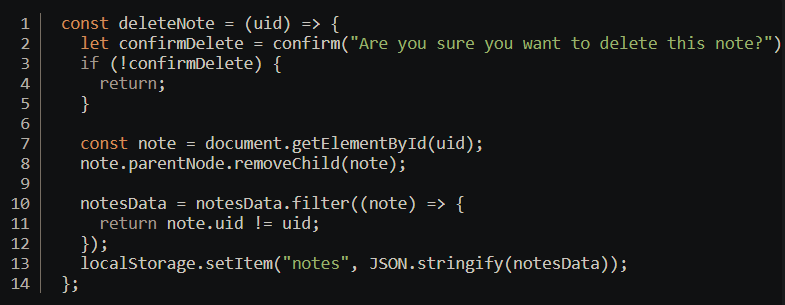 1 const deleteNote = (uid) => {
2   let confirmDelete = confirm("Are you sure you want to delete this note?")
3   if (!confirmDelete) {
4     return;
5   }
6
7   const note = document.getElementById(uid);
8   note.parentNode.removeChild(note);
9
10   notesData = notesData.filter((note) => {
11     return note.uid != uid;
12   });
13   localStorage.setItem("notes", JSON.stringify(notesData));
14 };